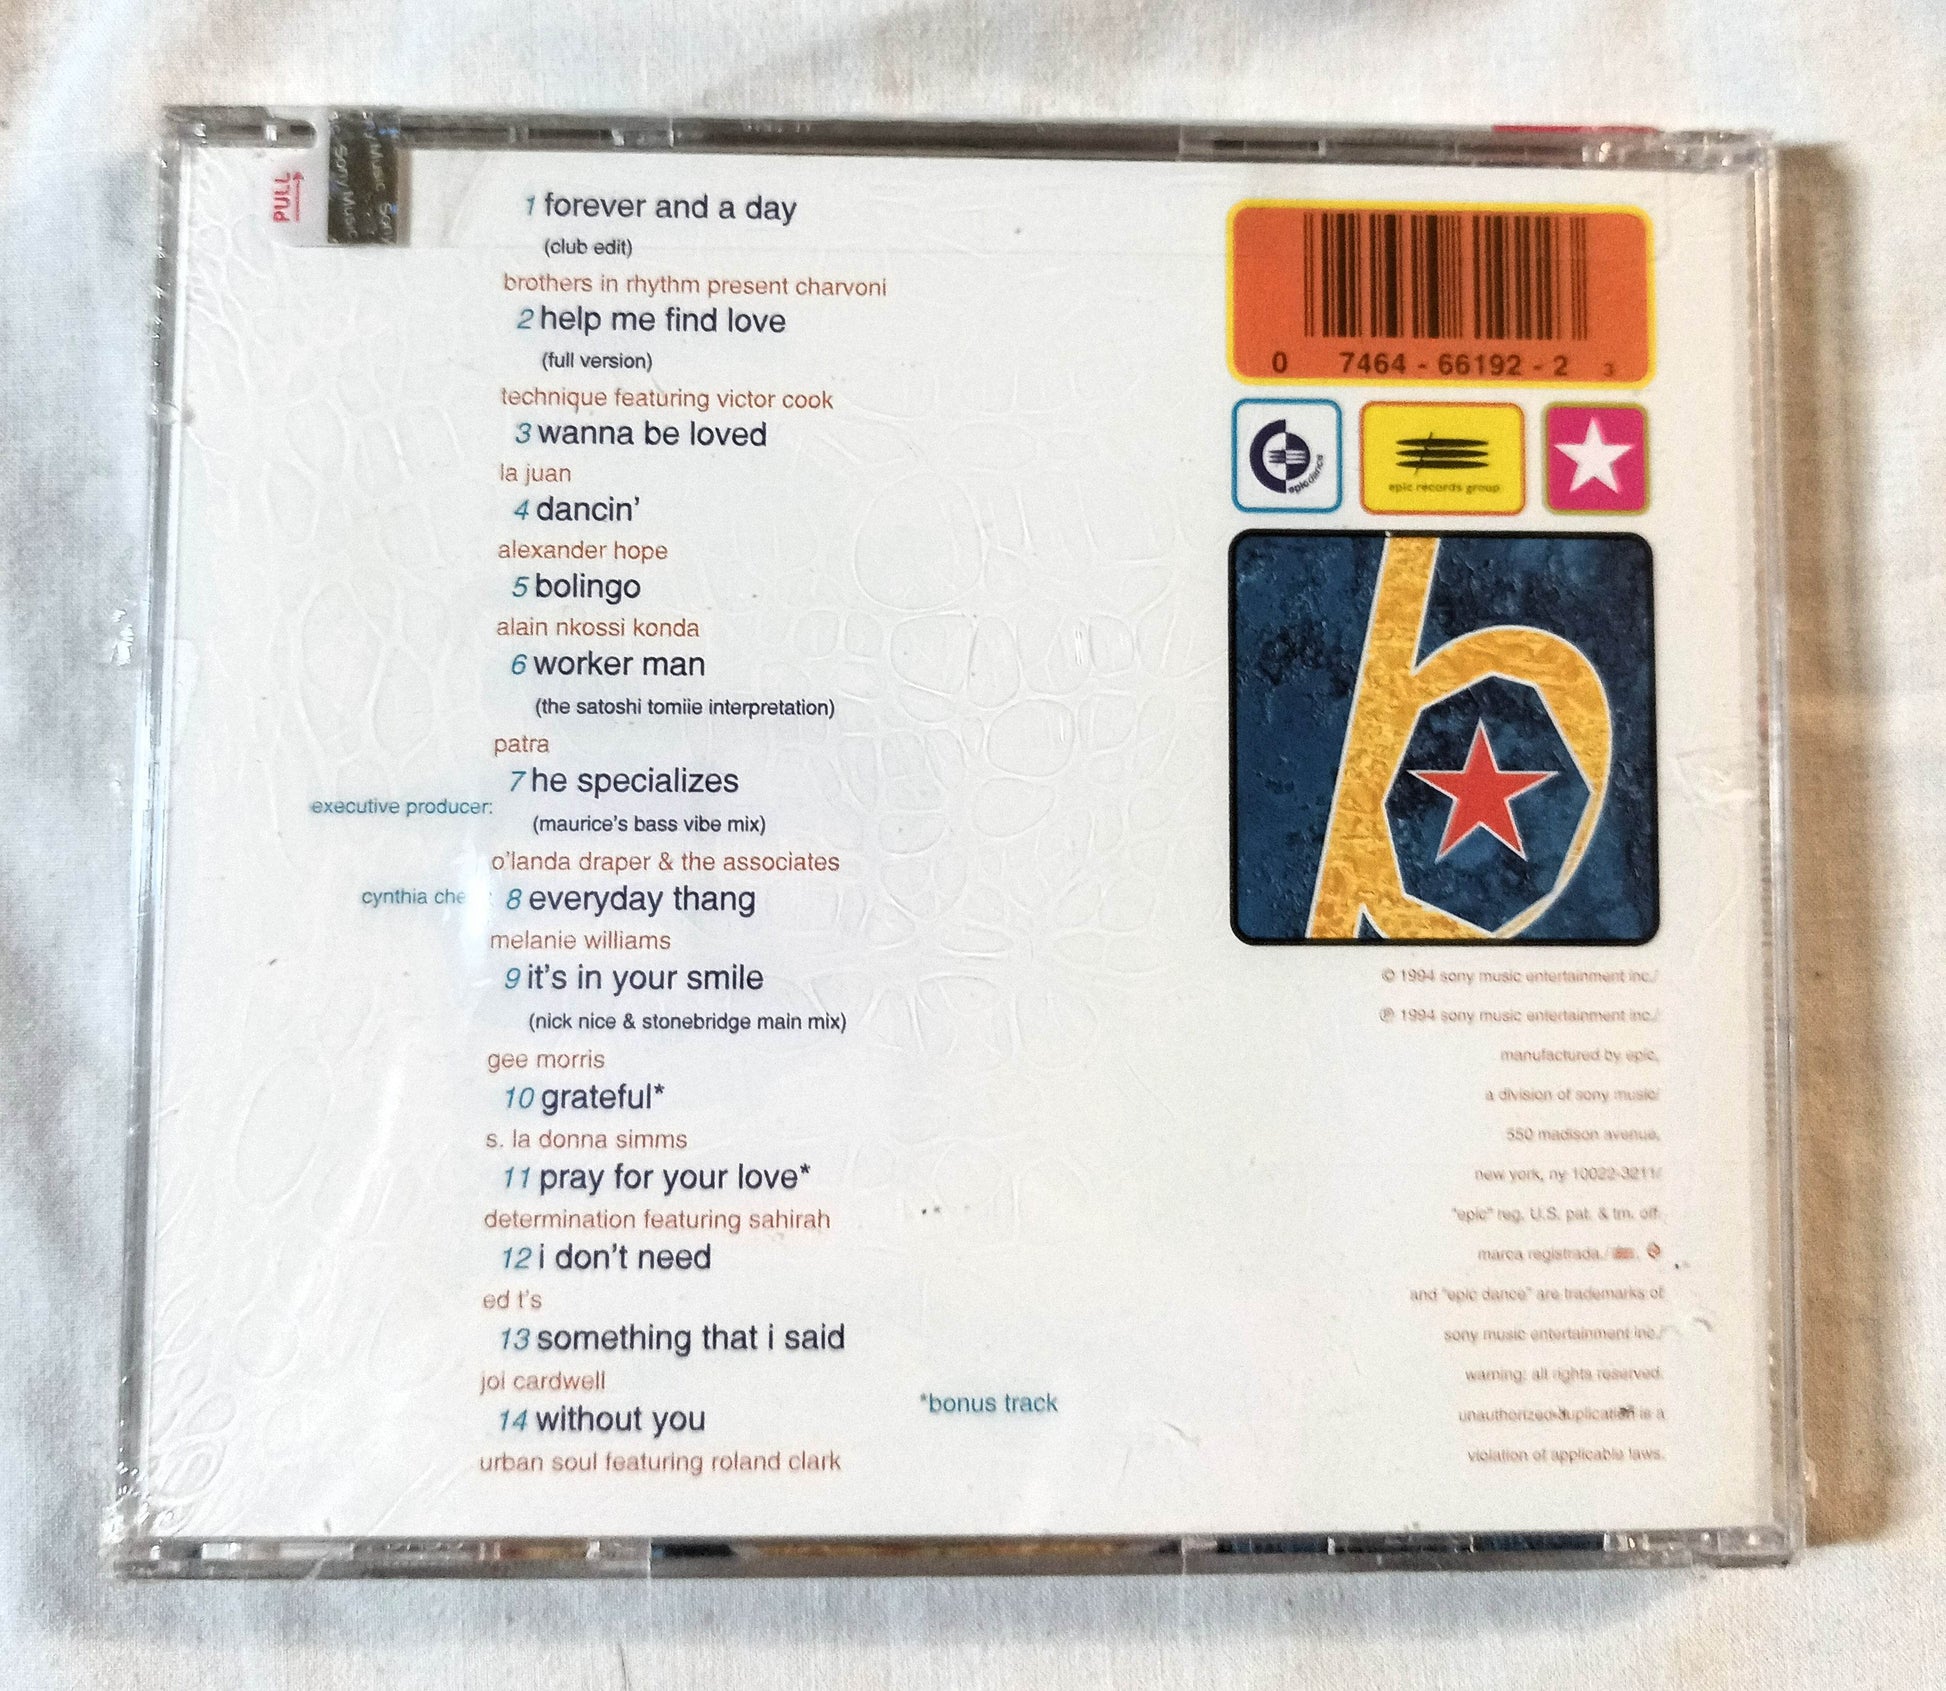 PULL
Sony Music
1 forever and a day
(club edit)
brothers in rhythm present charvoni
2 help me find love
(full version)
technique featuring victor cook
3 wanna be loved
la juan
4 dancin'
alexander hope
5 bolingo
alain nkossi konda
6 worker man
(the satoshi tomiie interpretation)
patra
7 he specializes
(maurice's bass vibe mix)
o'landa draper & the associates
8 everyday thang
melanie williams
9 it's in your smile
(nick nice & stonebridge main mix)
gee morris
10 grateful*
s. la donna simms
11 pray for your love*
determination featuring sahirah
12 i don't need
ed t's
13 something that i said
joi cardwell
14 without you
urban soul featuring roland clark
executive producer:
cynthia
*bonus track
0 7464 - 66192 - 2 3
epic dance
epic records group
b
© 1994 sony music entertainment inc./
℗ 1994 sony music entertainment inc./
manufactured by epic,
a division of sony music/
550 madison avenue,
new york, ny 10022-3211/
"epic" reg. U.S. pat. & tm. off.
marca registrada./
and "epic dance" are trademarks of
sony music entertainment inc./
warning: all rights reserved.
unauthorized duplication is a
violation of applicable laws.